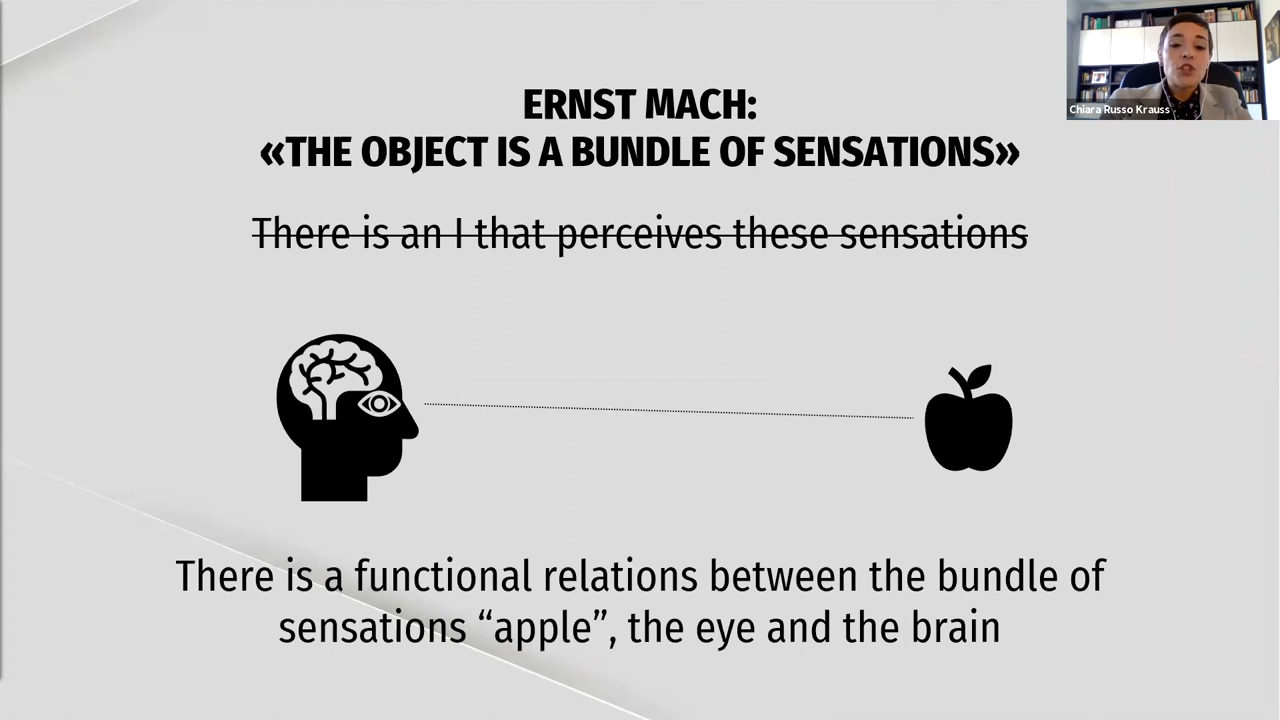 Chiara Russo Krauss
ERNST MACH:
«THE OBJECT IS A BUNDLE OF SENSATIONS»
There is an I that perceives these sensations
There is a functional relations between the bundle of
sensations “apple”, the eye and the brain